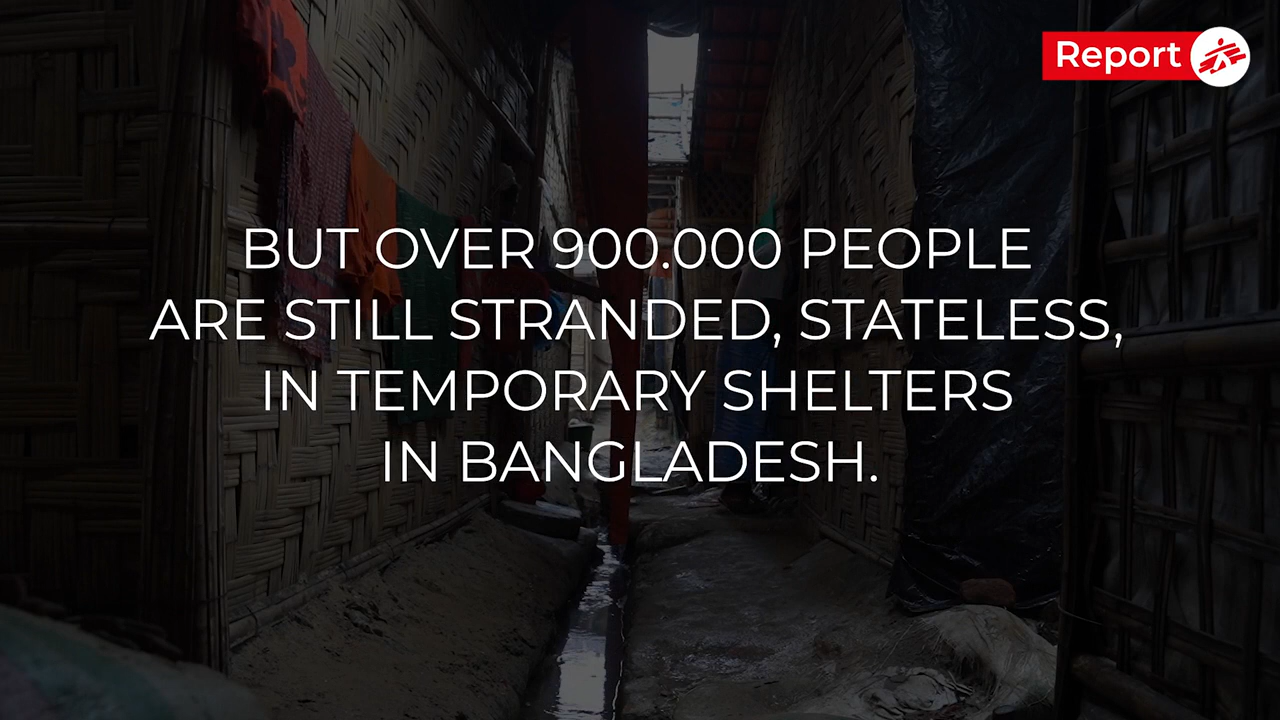 Report
BUT OVER 900.000 PEOPLE
ARE STILL STRANDED, STATELESS,
IN TEMPORARY SHELTERS
IN BANGLADESH.